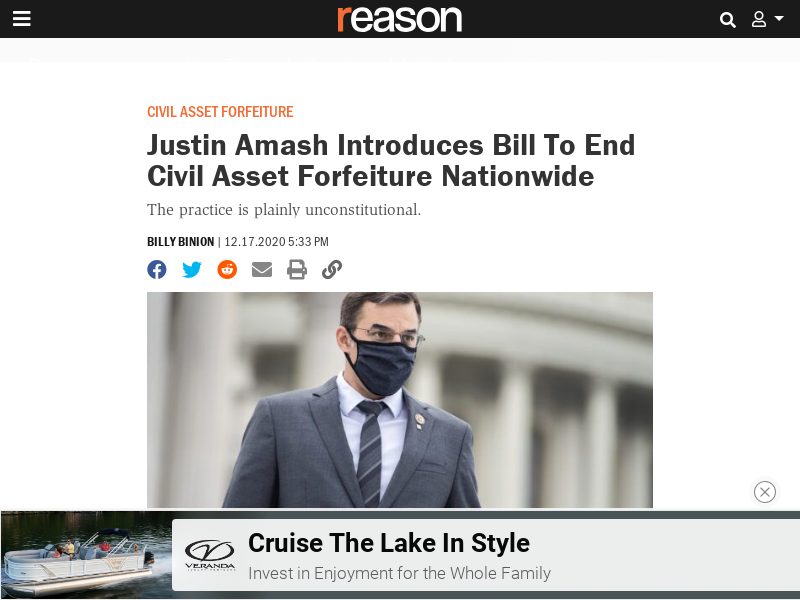 reason
CIVIL ASSET FORFEITURE
Justin Amash Introduces Bill To End
Civil Asset Forfeiture Nationwide
The practice is plainly unconstitutional.
BILLY BINION | 12.17.2020 5:33 PM
Cruise The Lake In Style
VERANDA
Invest in Enjoyment for the Whole Family